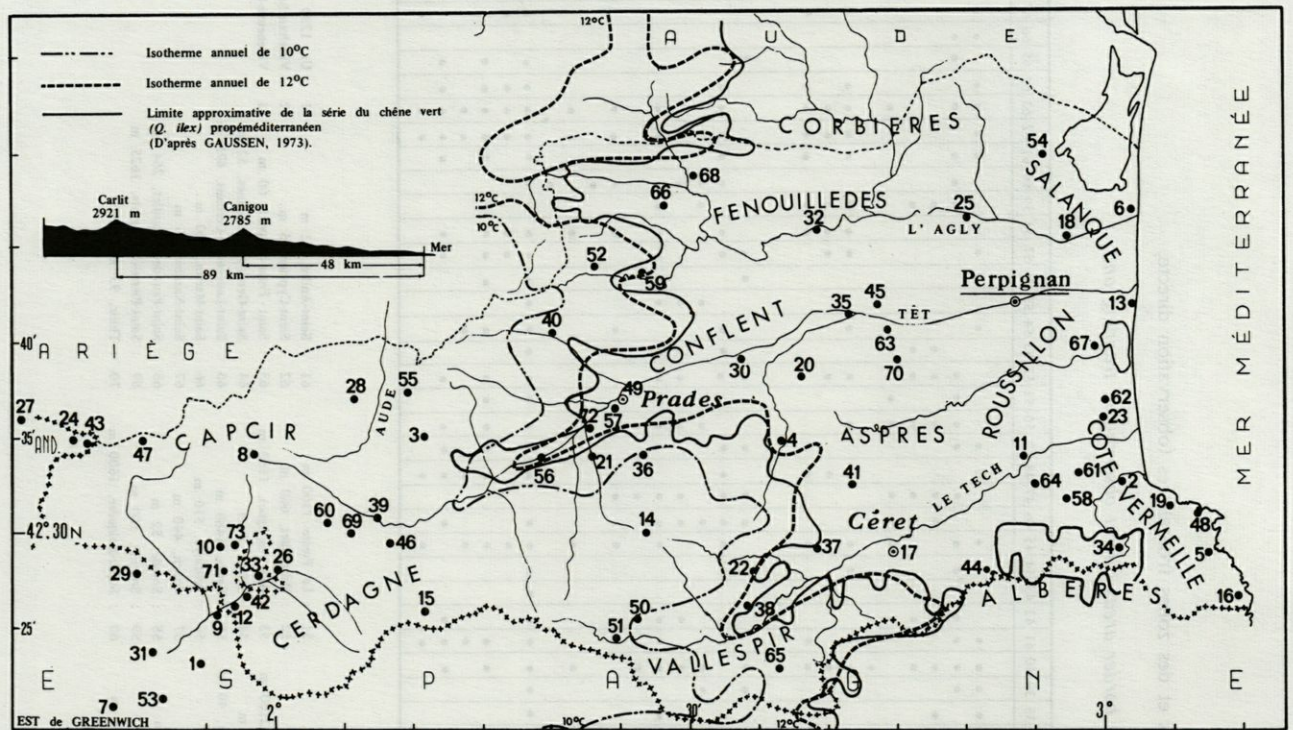 12°C
Isotherme annuel de 10°C
Isotherme annuel de 12°C
Limite approximative de la série du chêne vert
(Q. ilex) propéméditerranéen
(D'après GAUSSEN, 1973).
AUDE
CORBIERES
54
SALANQUE
68
66
FENOUILLEDES
32
25
L' AGLY
18
6
Carlit
2921 m
Canigou
2785 m
Mer
48 km
89 km
12°C
10°C
52
59
Perpignan
13
45
35
TÊT
40
CONFLENT
63
67
40'
ARIÉGE
30
20
70
ROUSSILLON
MER MÉDITERRANÉE
28
55
AUDE
49
Prades
57
62
23
27
24
43
AND.
35'
47
CAPCIR
8
3
72
21
36
56
4
ASPRES
11
COTE VERMEILLE
41
LE TECH
64
61
58
2
19
48
60
69
39
46
42°30 N
14
Céret
17
37
34
5
10
73
71
33
26
29
42
12
9
CERDAGNE
15
22
38
44
ALBERES
16
25'
50
51
VALLESPIR
65
31
1
7
53
ESPAÑNE
EST de GREENWICH
2°
10°C
30'
12°C
3°